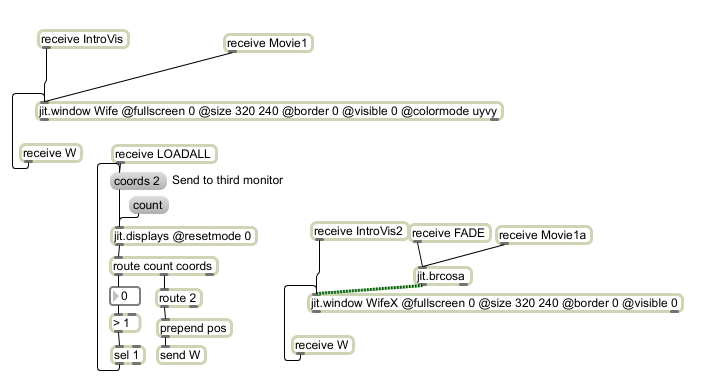 receive IntroVis
receive Movie1
jit.window Wife @fullscreen 0 @size 320 240 @border 0 @visible 0 @colormode uyvy
receive W
receive LOADALL
coords 2
Send to third monitor
count
jit.displays @resetmode 0
route count coords
0
route 2
> 1
prepend pos
sel 1
send W
receive IntroVis2
receive FADE
receive Movie1a
jit.brcosa
jit.window WifeX @fullscreen 0 @size 320 240 @border 0 @visible 0
receive W